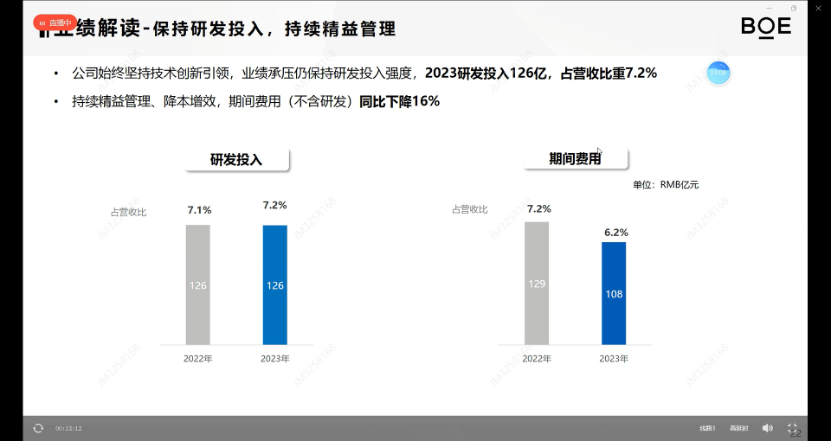 直播中
业绩解读-保持研发投入，持续精益管理
BOE
• 公司始终坚持技术创新引领，业绩承压仍保持研发投入强度，2023研发投入126亿，占营收比重7.2%
• 持续精益管理、降本增效，期间费用（不含研发）同比下降16%
研发投入
期间费用
单位：RMB亿元
占营收比
7.1%
7.2%
126
126
2022年
2023年
占营收比
7.2%
6.2%
129
108
2022年
2023年
JM3258168
00:33:12
线路1
22